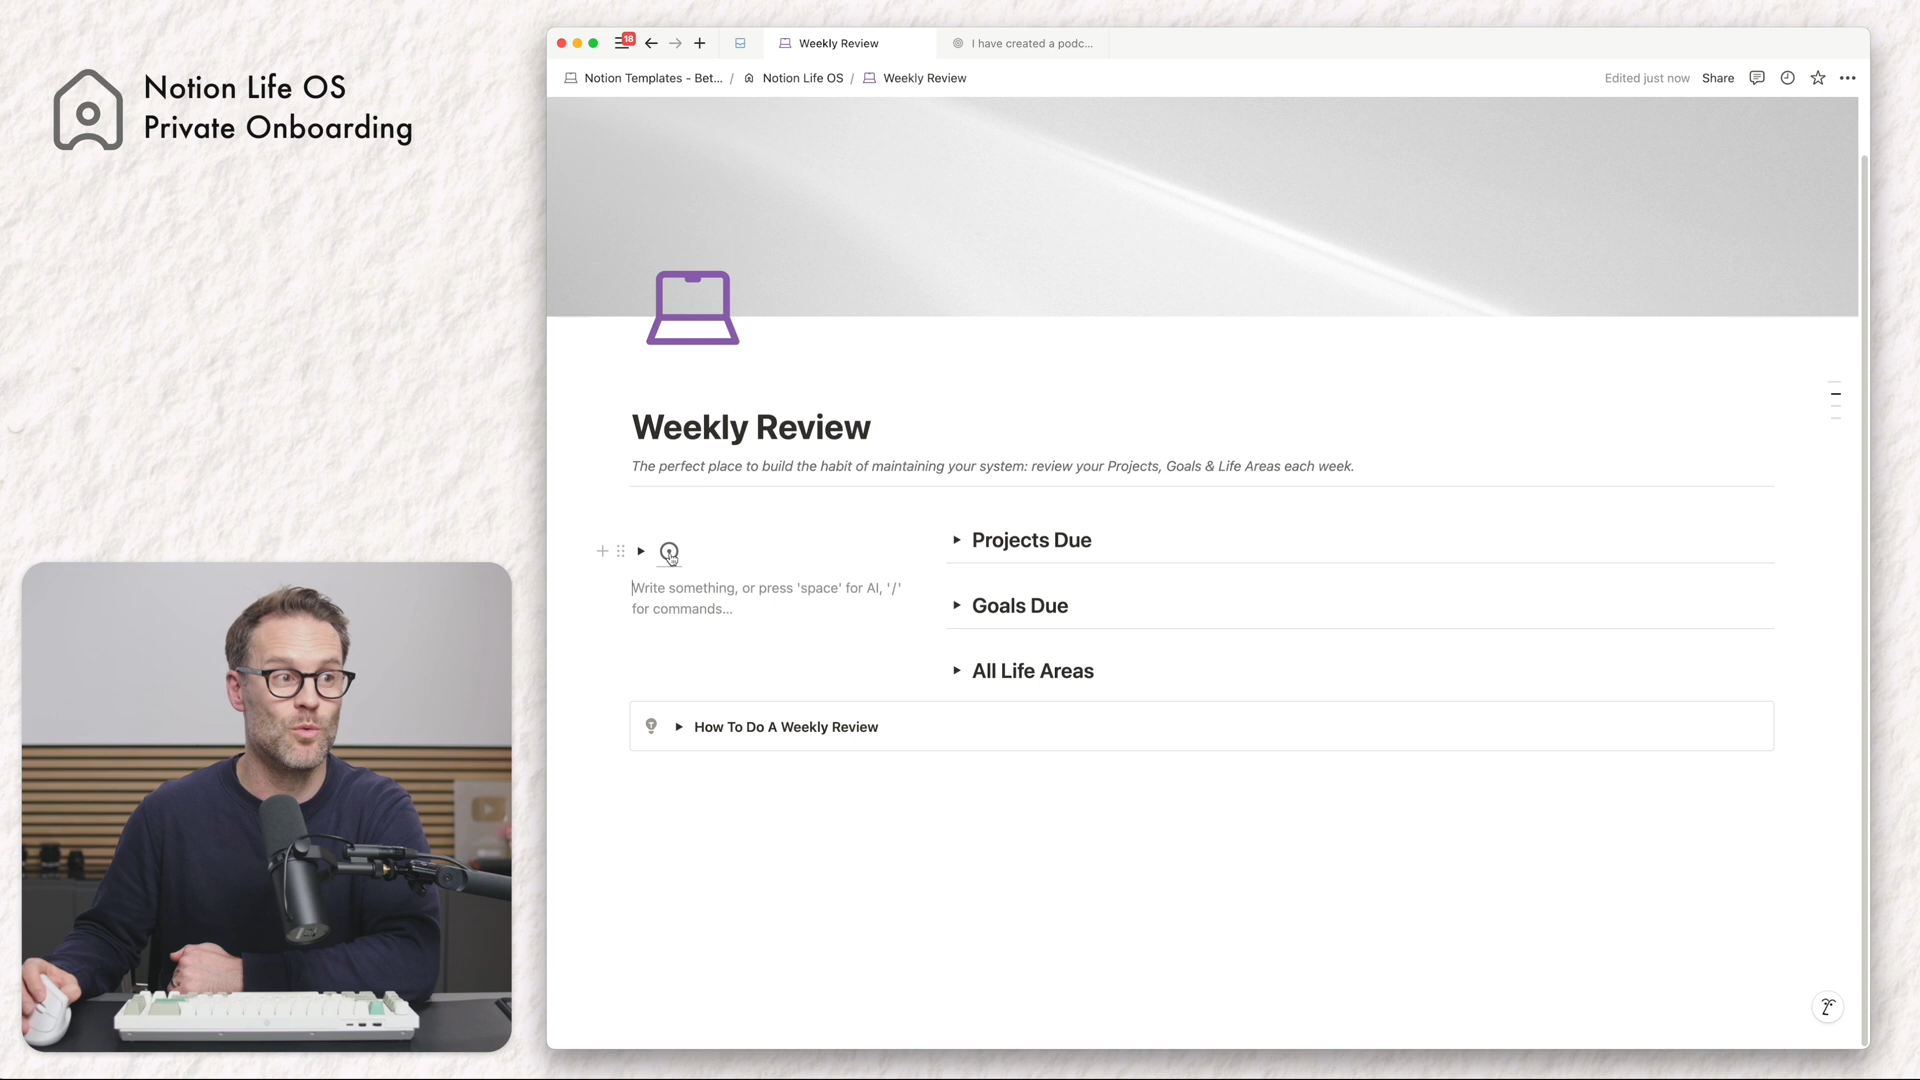 Notion Life OS
Private Onboarding
18
Weekly Review
I have created a podc...
Notion Templates - Bet... / Notion Life OS / Weekly Review
Edited just now
Share
Weekly Review
The perfect place to build the habit of maintaining your system: review your Projects, Goals & Life Areas each week.
Write something, or press 'space' for AI, '/'
for commands...
Projects Due
Goals Due
All Life Areas
How To Do A Weekly Review